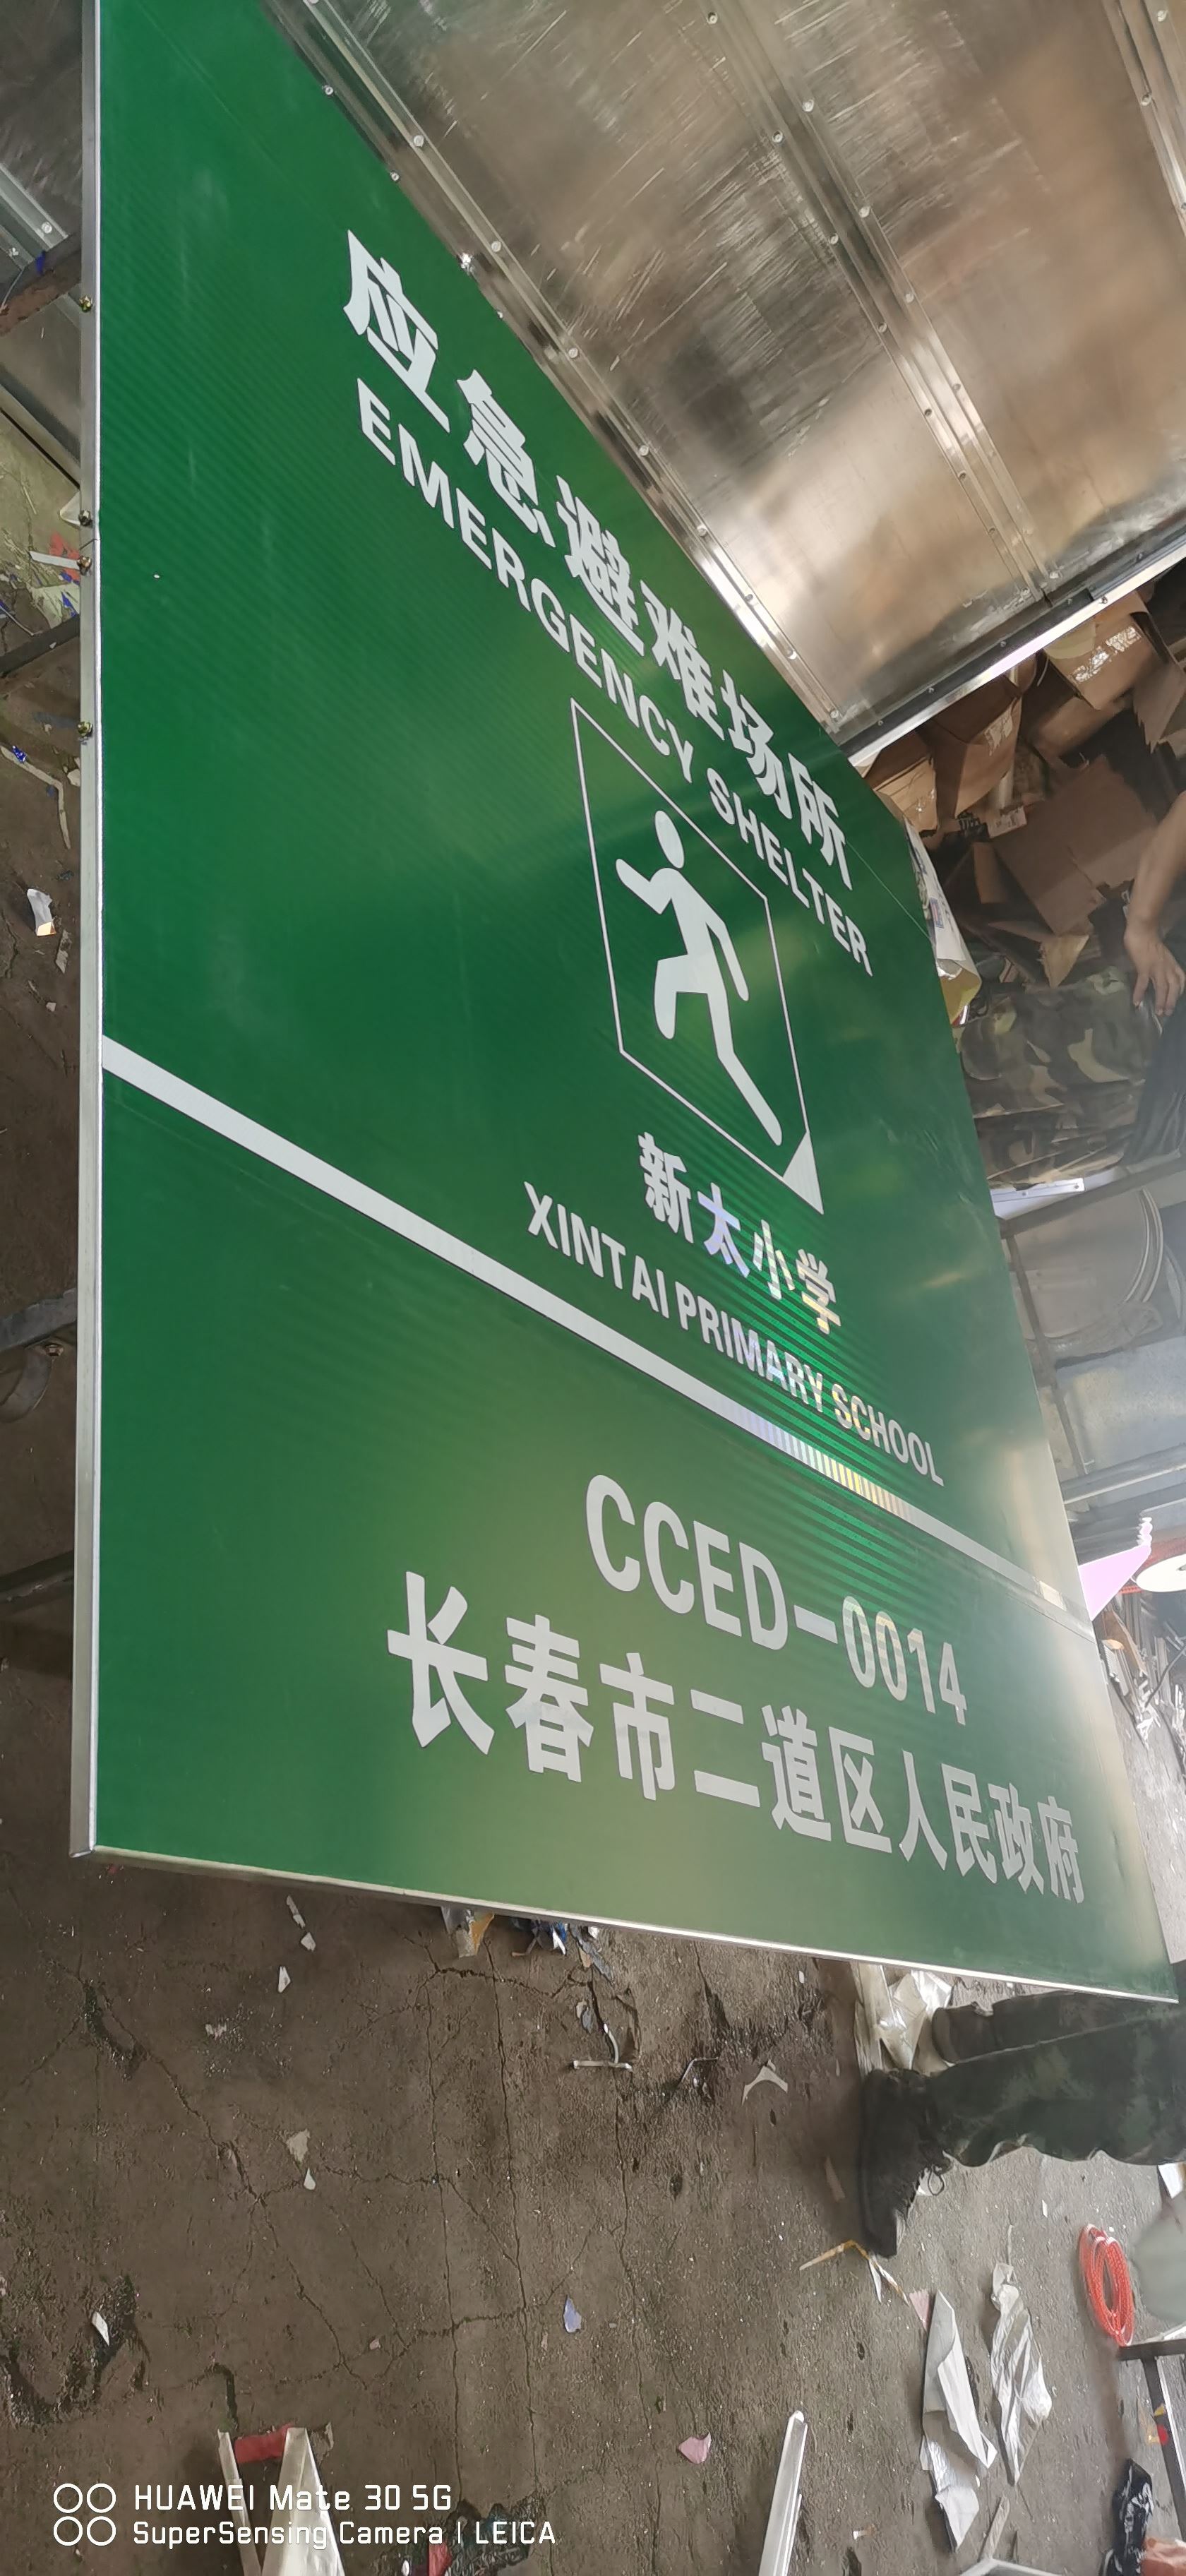 应急避难场所
EMERGENCY SHELTER
新太小学
XINTAI PRIMARY SCHOOL
CCED-0014
长春市二道区人民政府
HUAWEI Mate 30 5G
SuperSensing Camera | LEICA